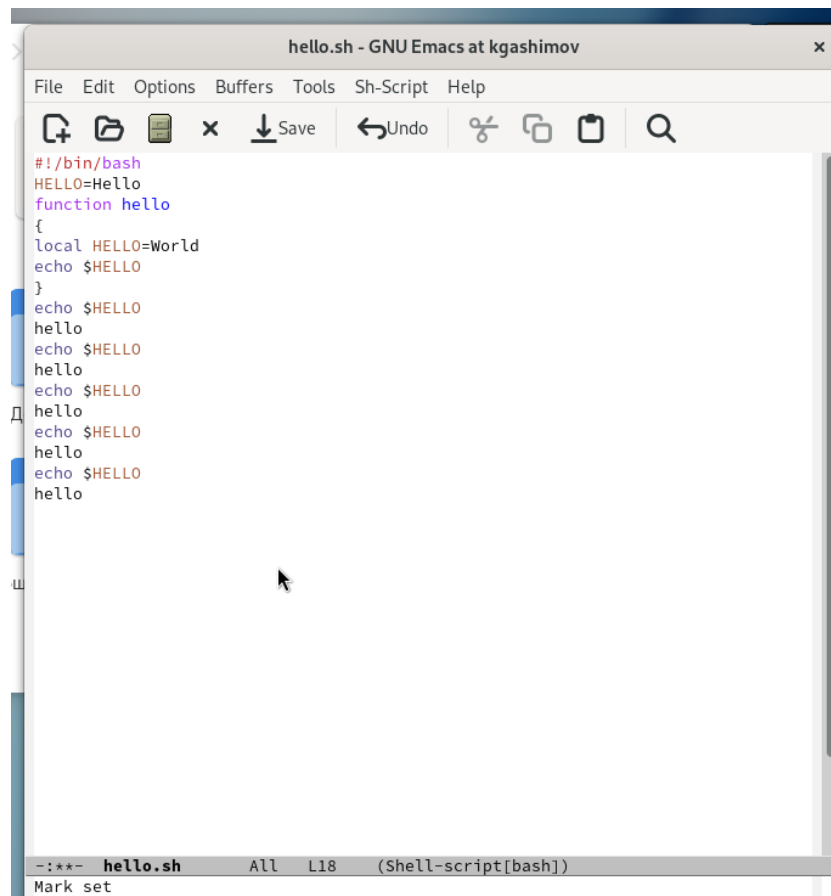 hello.sh - GNU Emacs at kgashimov
File Edit Options Buffers Tools Sh-Script Help
Save Undo
#!/bin/bash
HELLO=Hello
function hello
{
local HELLO=World
echo $HELLO
}
echo $HELLO
hello
echo $HELLO
hello
echo $HELLO
hello
echo $HELLO
hello
echo $HELLO
hello
-:**- hello.sh All L18 (Shell-script[bash])
Mark set